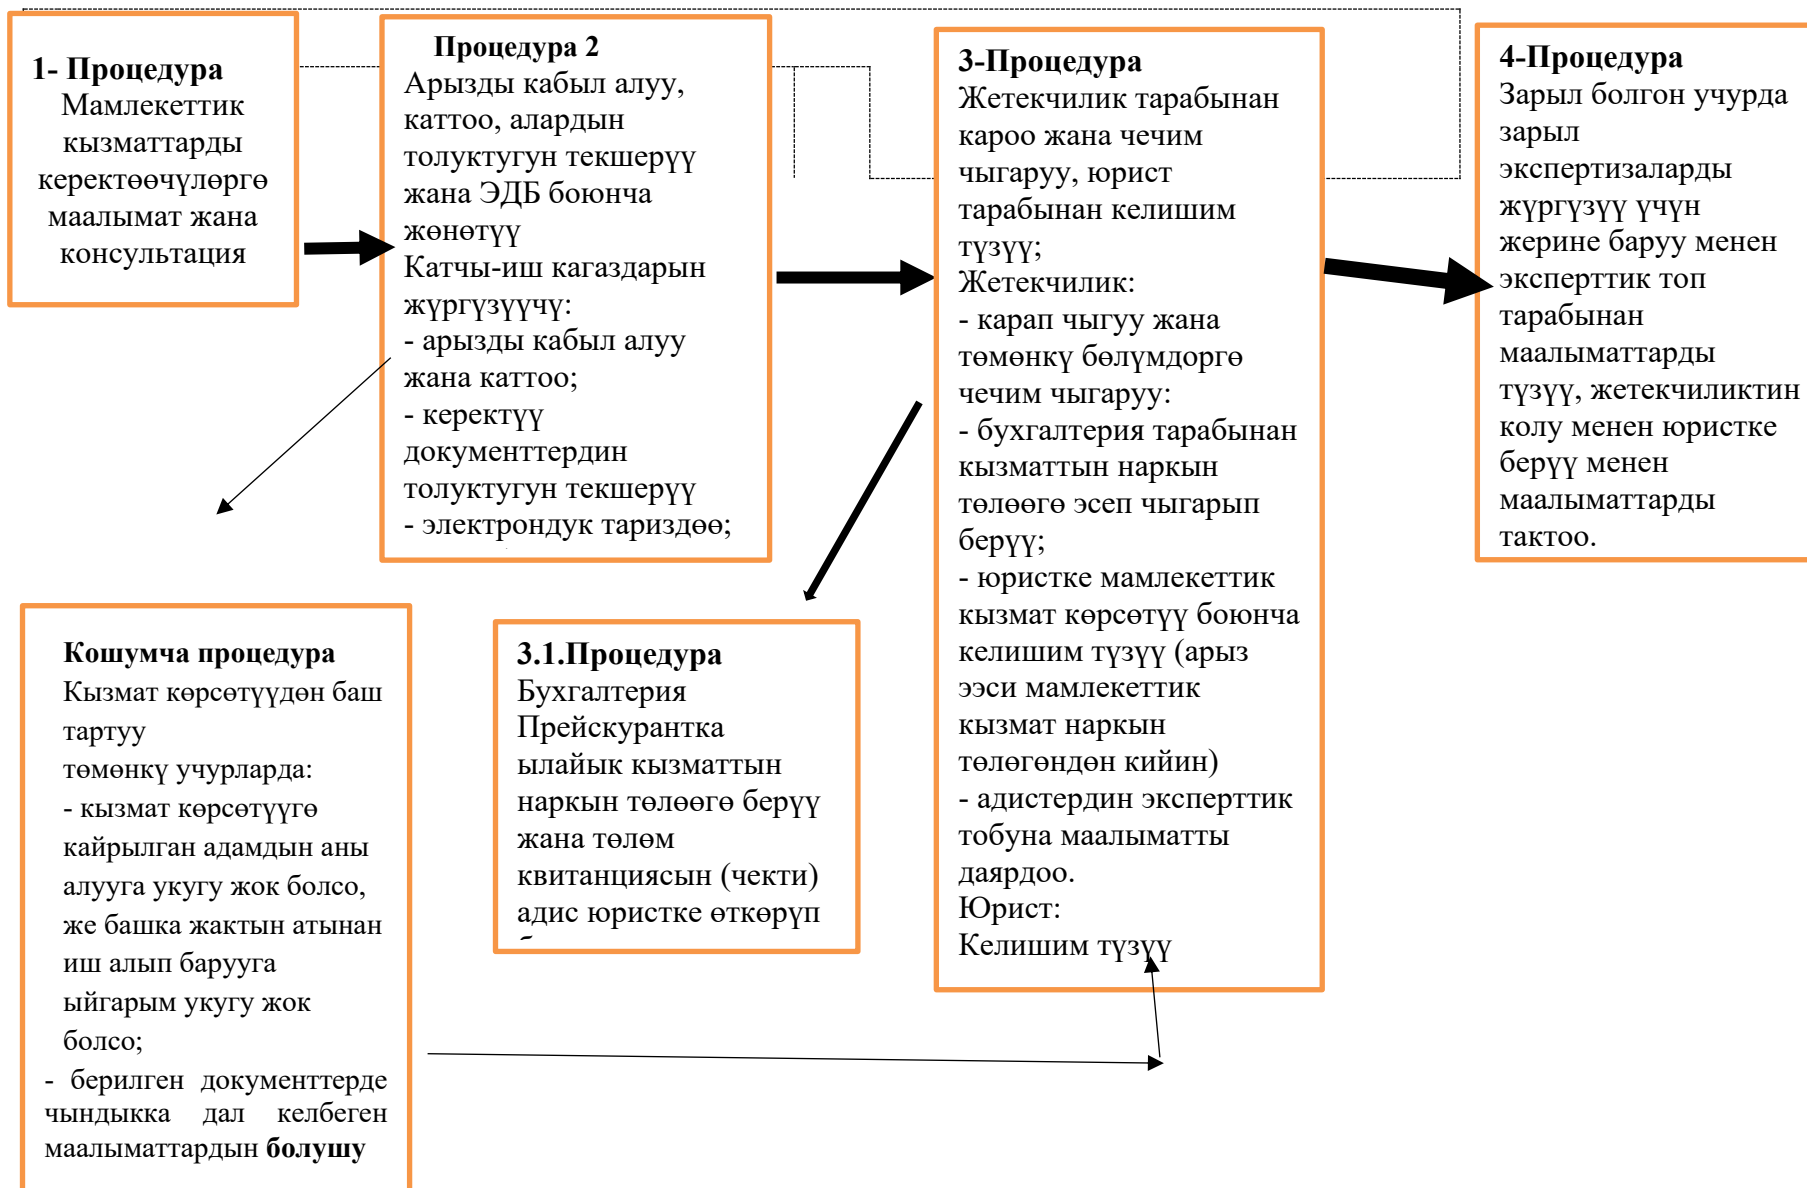 1- Процедура
Мамлекеттик
кызматтарды
керектөөчүлөргө
маалымат жана
консультация
Процедура 2
Арызды кабыл алуу,
каттоо, алардын
толуктугун текшерүү
жана ЭДБ боюнча
жөнөтүү
Катчы-иш кагаздарын
жүргүзүүчү:
- арызды кабыл алуу
жана каттоо;
- керектүү
документтердин
толуктугун текшерүү
- электрондук тариздөө;
3-Процедура
Жетекчилик тарабынан
кароо жана чечим
чыгаруу, юрист
тарабынан келишим
түзүү;
Жетекчилик:
- карап чыгуу жана
төмөнкү бөлүмдоргө
чечим чыгаруу:
- бухгалтерия тарабынан
кызматтын наркын
төлөөгө эсеп чыгарып
берүү;
- юристке мамлекеттик
кызмат көрсөтүү боюнча
келишим түзүү (арыз
ээси мамлекеттик
кызмат наркын
төлөгөндөн кийин)
- адистердин эксперттик
тобуна маалыматты
даярдоо.
Юрист:
Келишим түзүү
4-Процедура
Зарыл болгон учурда
зарыл
экспертизаларды
жүргүзүү үчүн
жерине баруу менен
эксперттик топ
тарабынан
маалыматтарды
түзүү, жетекчиликтин
колу менен юристке
берүү менен
маалыматтарды
тактоо.
Кошумча процедура
Кызмат көрсөтүүдөн баш
тартуу
төмөнкү учурларда:
- кызмат көрсөтүүгө
кайрылган адамдын аны
алууга укугу жок болсо,
же башка жактын атынан
иш алып барууга
ыйгарым укугу жок
болсо;
- берилген документтерде
чындыкка дал келбеген
маалыматтардын болушу
3.1.Процедура
Бухгалтерия
Прейскурантка
ылайык кызматтын
наркын төлөөгө берүү
жана төлөм
квитанциясын (чекти)
адис юристке өткөрүп